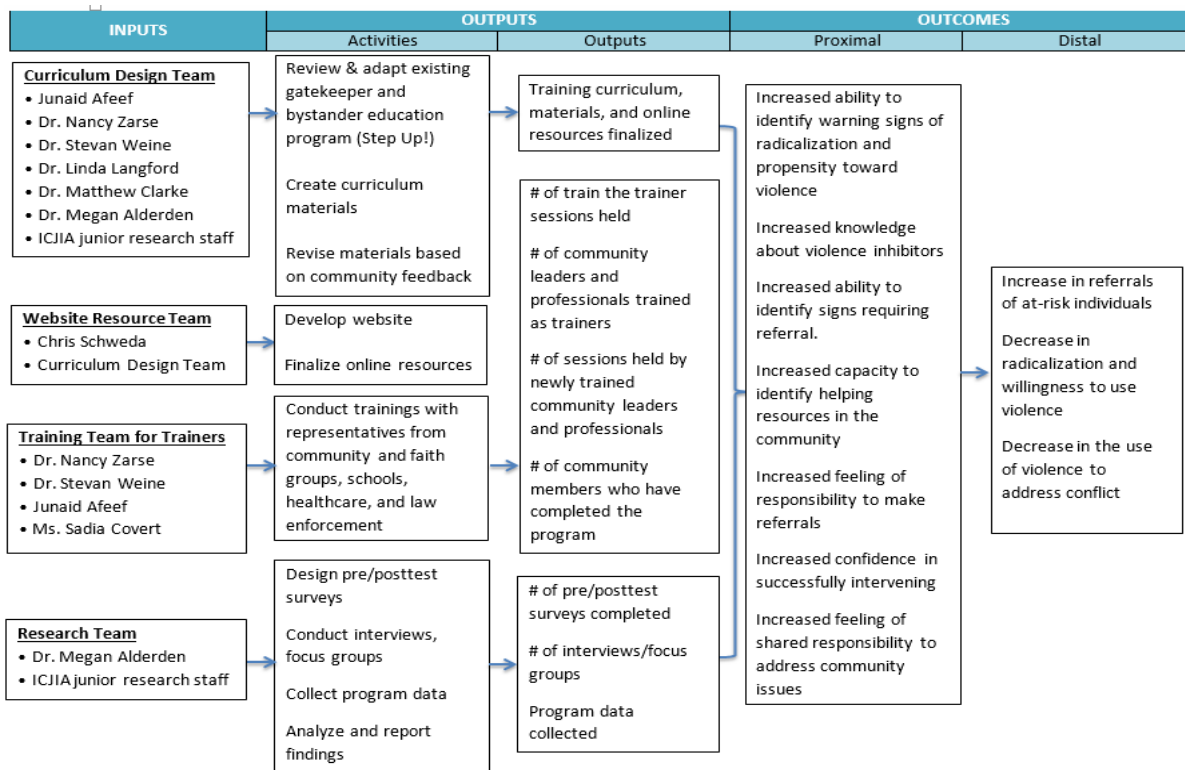 INPUTS
OUTPUTS
OUTCOMES
Activities
Outputs
Proximal
Distal
Curriculum Design Team
• Junaid Afeef
• Dr. Nancy Zarse
• Dr. Stevan Weine
• Dr. Linda Langford
• Dr. Matthew Clarke
• Dr. Megan Alderden
• ICJIA junior research staff
Website Resource Team
• Chris Schweda
• Curriculum Design Team
Training Team for Trainers
• Dr. Nancy Zarse
• Dr. Stevan Weine
• Junaid Afeef
• Ms. Sadia Covert
Research Team
• Dr. Megan Alderden
• ICJIA junior research staff
Review & adapt existing
gatekeeper and
bystander education
program (Step Up!)
Create curriculum
materials
Revise materials based
on community feedback
Develop website
Finalize online resources
Conduct trainings with
representatives from
community and faith
groups, schools,
healthcare, and law
enforcement
Design pre/posttest
surveys
Conduct interviews,
focus groups
Collect program data
Analyze and report
findings
Training curriculum,
materials, and online
resources finalized
# of train the trainer
sessions held
# of community
leaders and
professionals trained
as trainers
# of sessions held by
newly trained
community leaders
and professionals
# of community
members who have
completed the
program
# of pre/posttest
surveys completed
# of interviews/focus
groups
Program data
collected
Increased ability to
identify warning signs of
radicalization and
propensity toward
violence
Increased knowledge
about violence inhibitors
Increased ability to
identify signs requiring
referral.
Increased capacity to
identify helping
resources in the
community
Increased feeling of
responsibility to make
referrals
Increased confidence in
successfully intervening
Increased feeling of
shared responsibility to
address community
issues
Increase in referrals
of at-risk individuals
Decrease in
radicalization and
willingness to use
violence
Decrease in the use
of violence to
address conflict